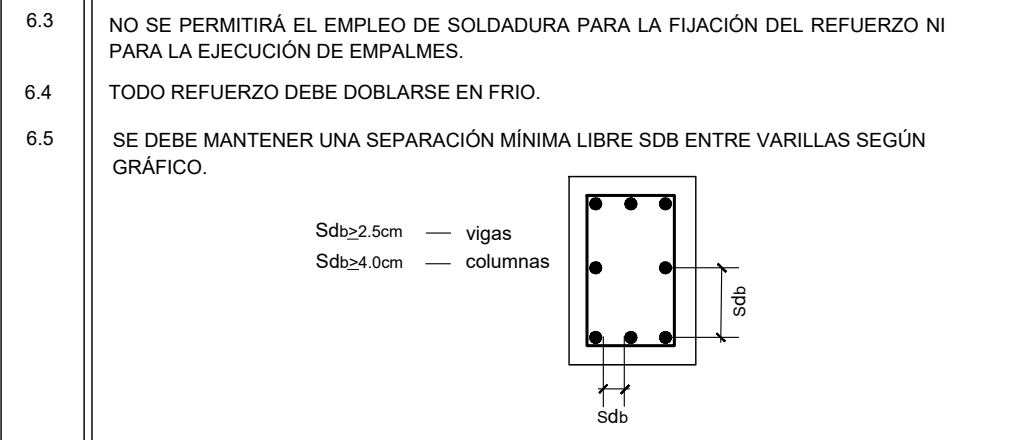 6.3 NO SE PERMITIRÁ EL EMPLEO DE SOLDADURA PARA LA FIJACIÓN DEL REFUERZO NI
PARA LA EJECUCIÓN DE EMPALMES.
6.4 TODO REFUERZO DEBE DOBLARSE EN FRIO.
6.5 SE DEBE MANTENER UNA SEPARACIÓN MÍNIMA LIBRE SDB ENTRE VARILLAS SEGÚN
GRÁFICO.
Sdb≥2.5cm — vigas
Sdb≥4.0cm — columnas
Sdb
Sdb